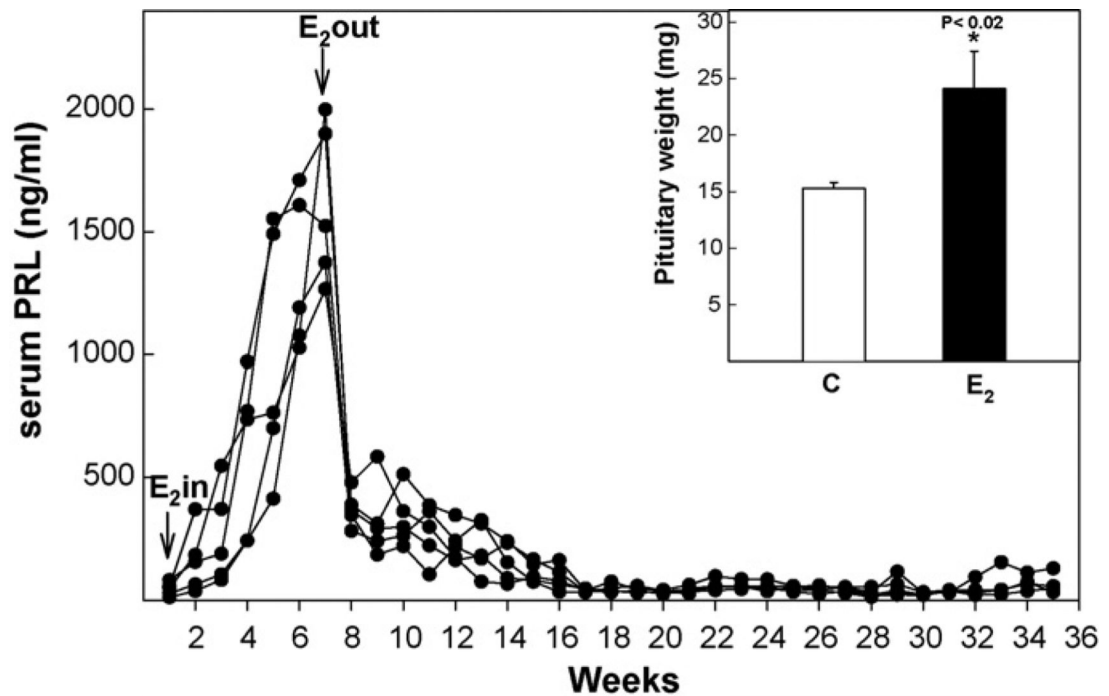 E₂out
E₂in
serum PRL (ng/ml)
2000
1500
1000
500
2 4 6 8 10 12 14 16 18 20 22 24 26 28 30 32 34 36
Weeks
P< 0.02
*
Pituitary weight (mg)
30
25
20
15
10
5
C E₂